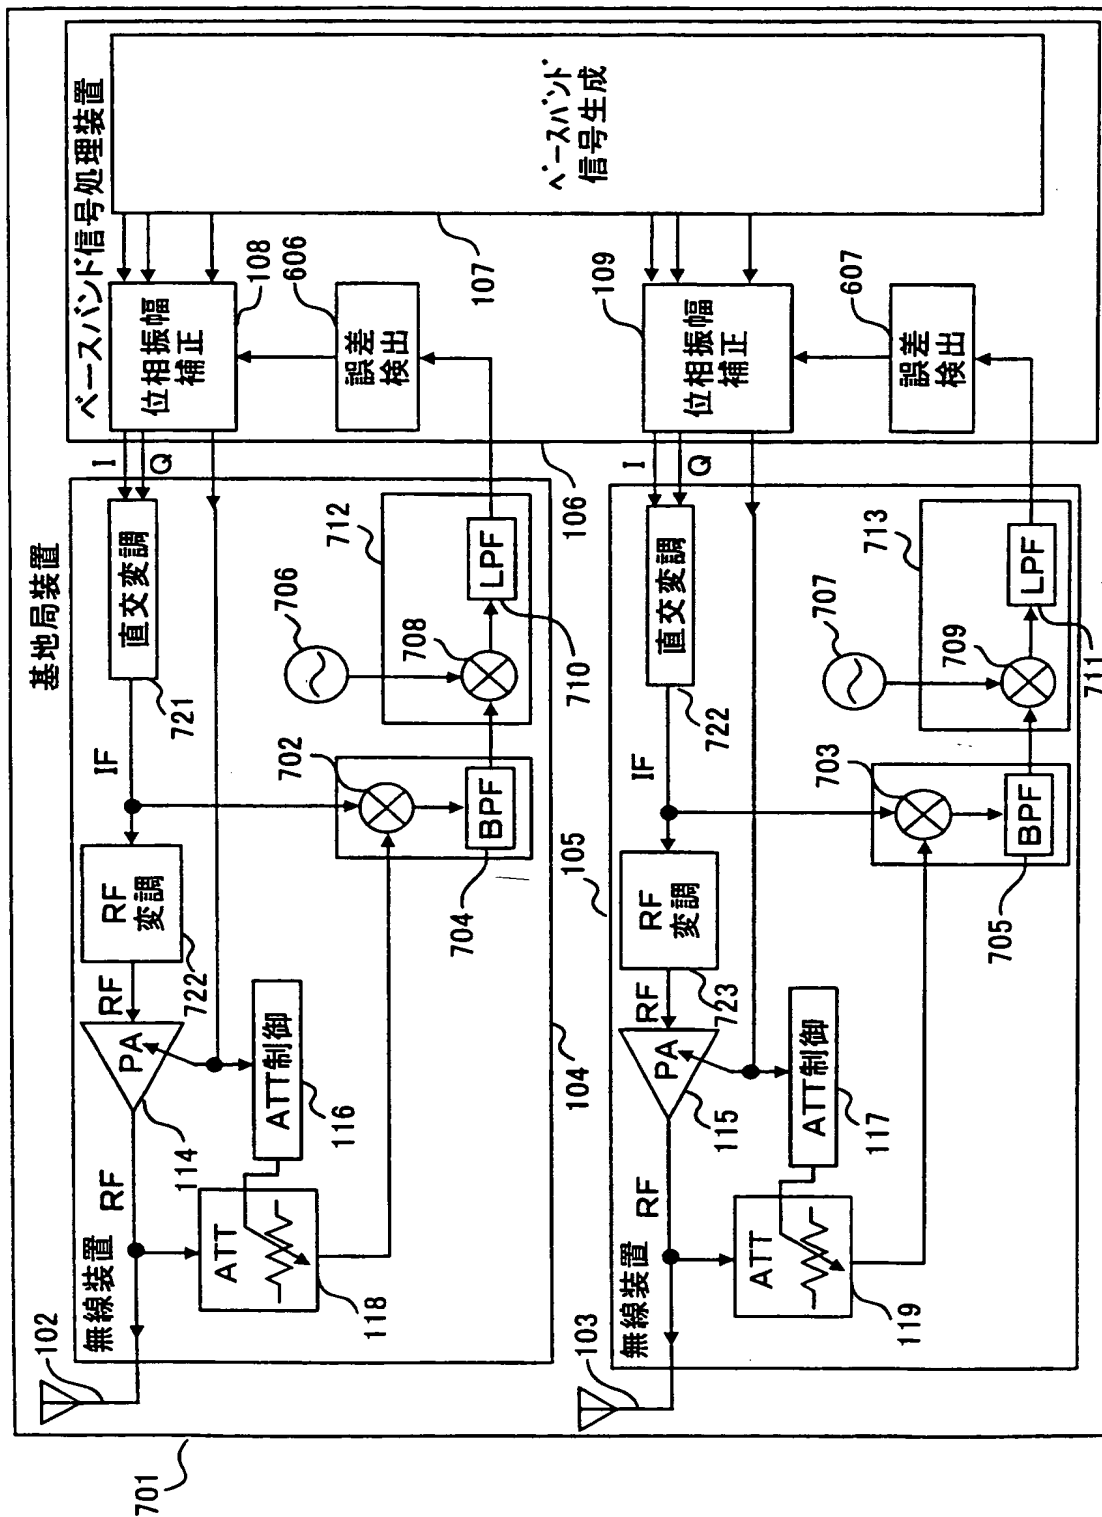 701
基地局装置
102
無線装置
RF
114
PA
RF
722
RF
変調
IF
721
直交変調
I
Q
ATT
118
116
ATT制御
104
702
704
BPF
706
708
712
LPF
710
106
ベースバンド信号処理装置
位相振幅
補正
108
606
誤差
検出
107
ベースバンド
信号生成
103
無線装置
RF
115
PA
RF
723
RF
変調
105
IF
722
直交変調
I
Q
ATT
119
117
ATT制御
703
705
BPF
707
709
713
LPF
711
位相振幅
補正
109
607
誤差
検出